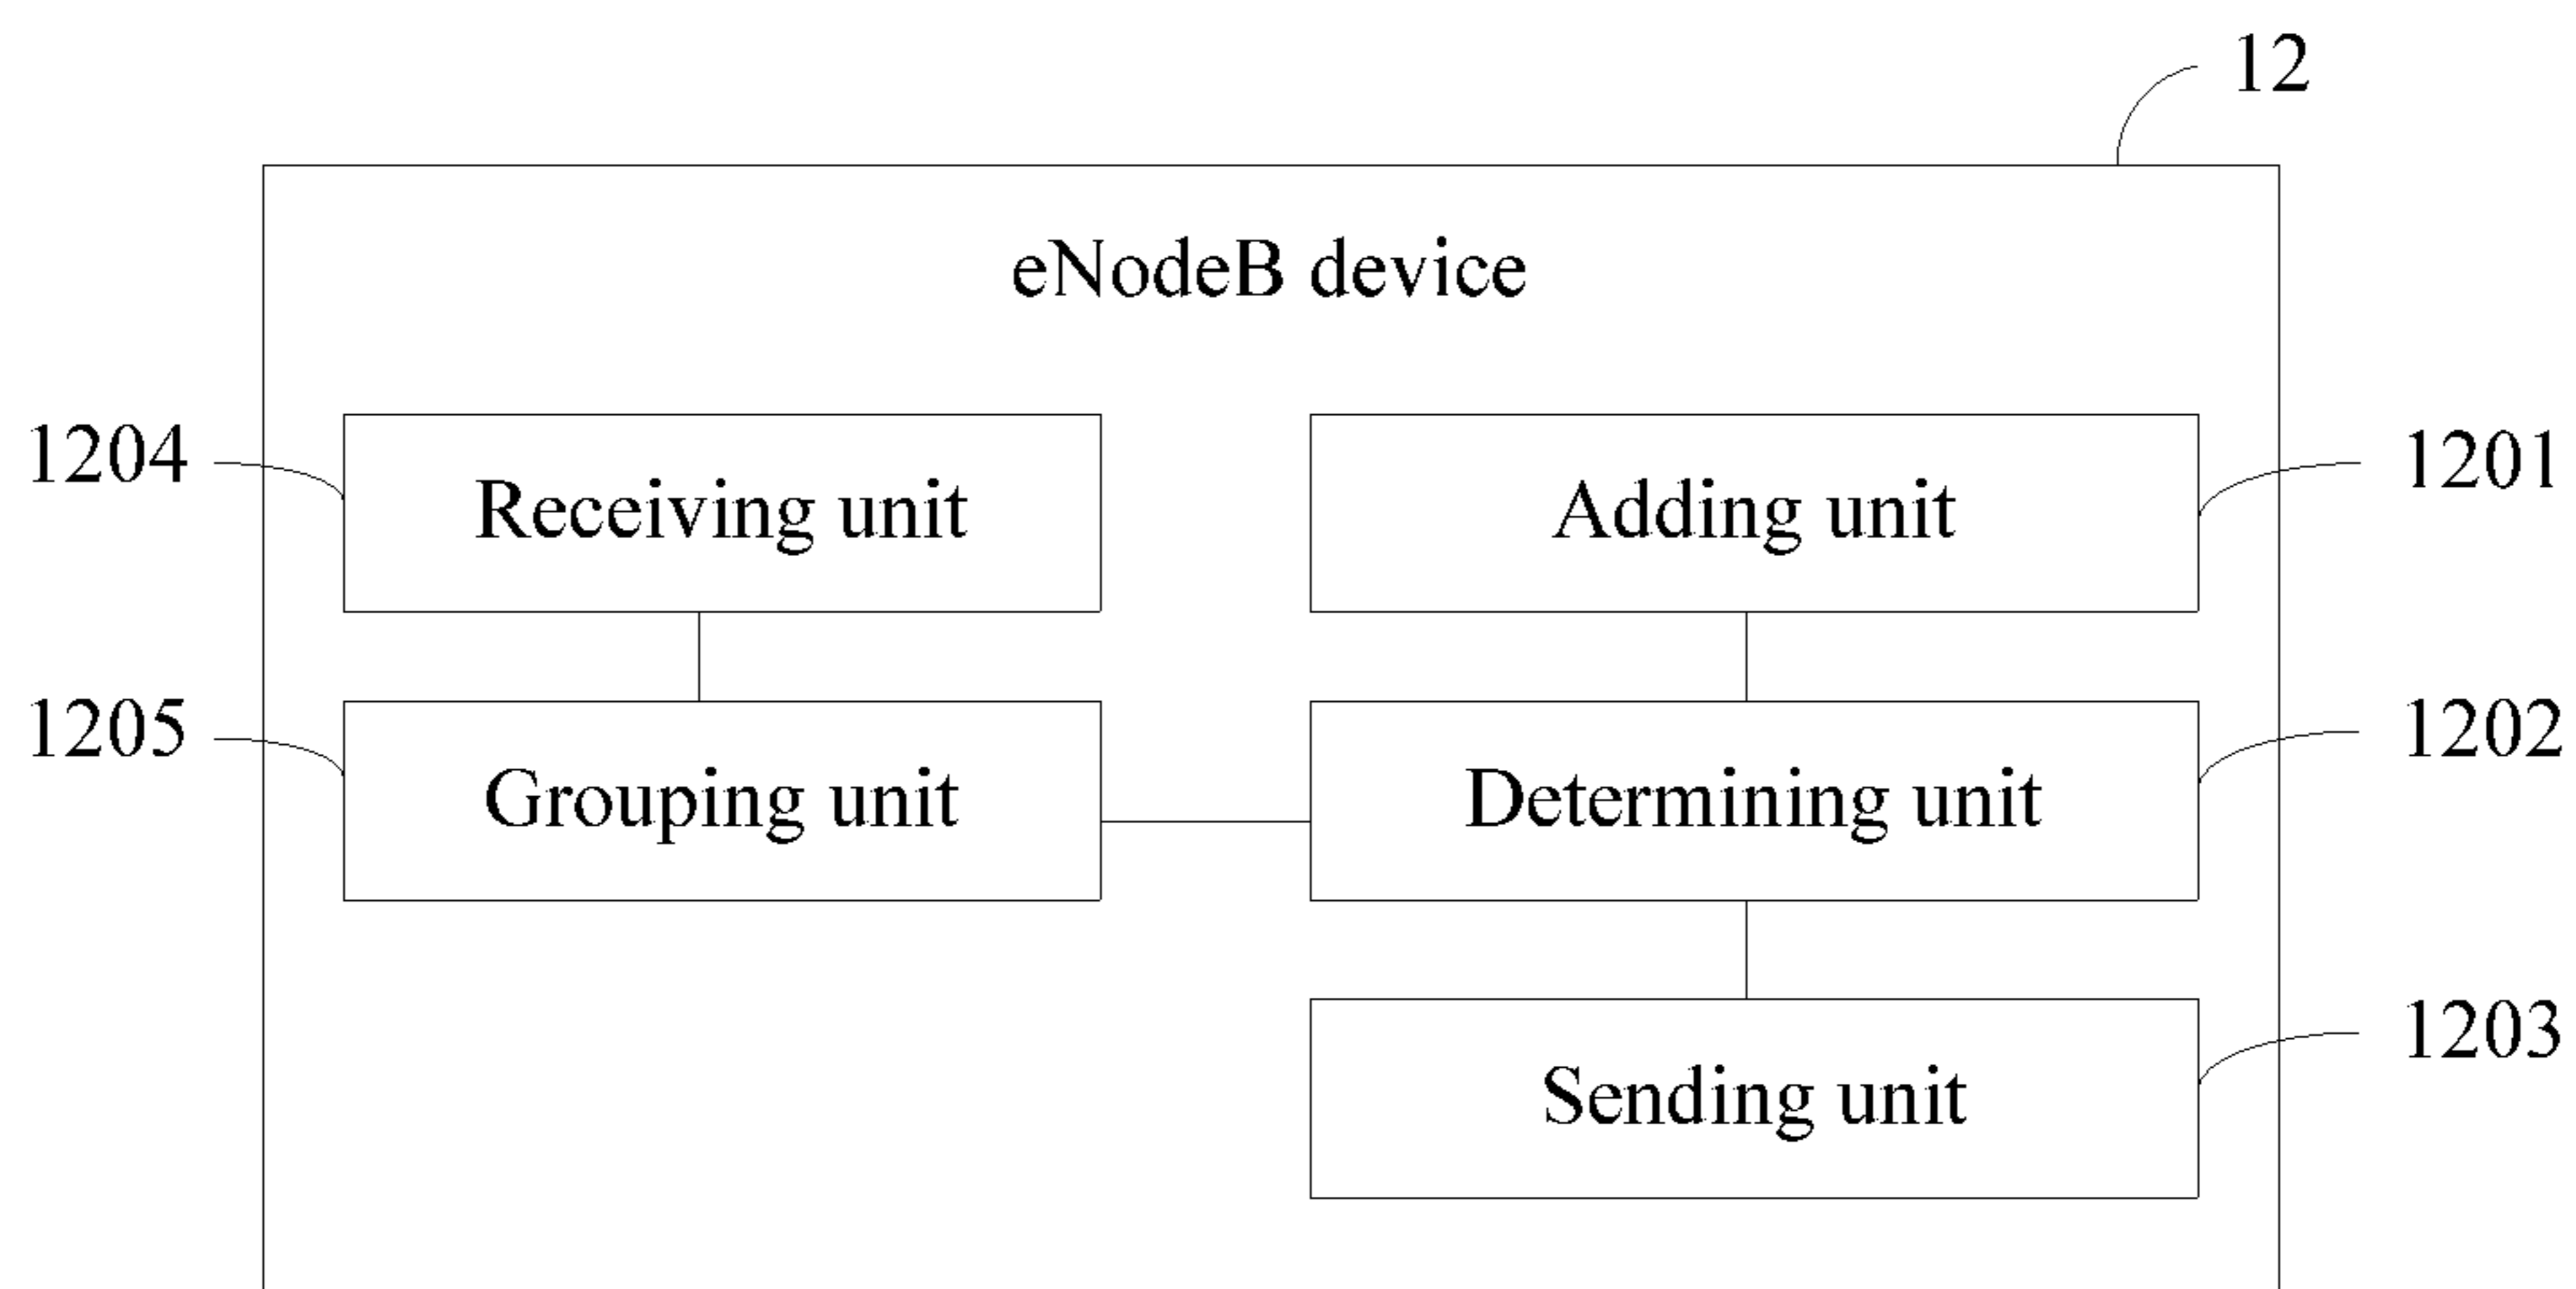 12
eNodeB device
1204
Receiving unit
Adding unit
1201
1205
Grouping unit
Determining unit
1202
Sending unit
1203